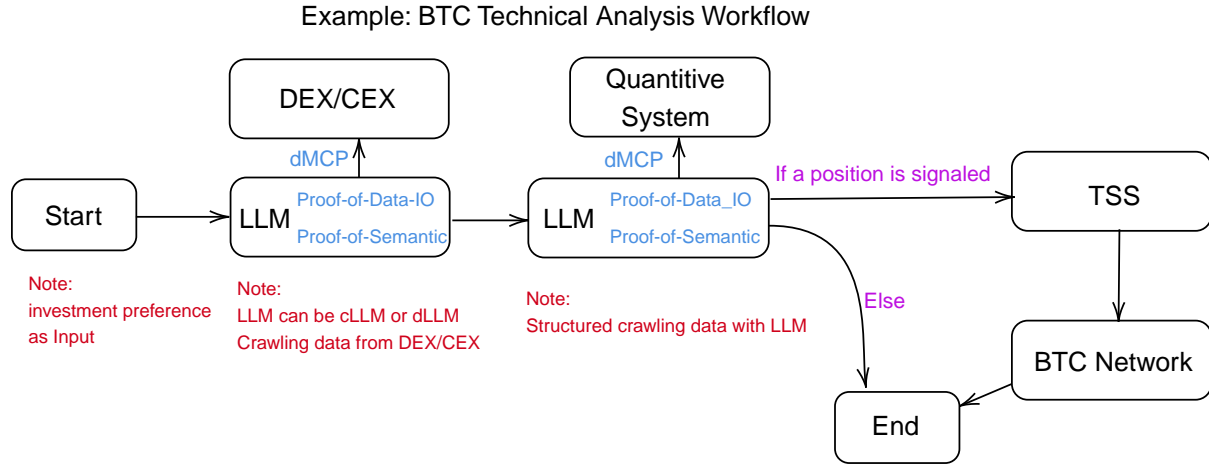 Example: BTC Technical Analysis Workflow
DEX/CEX
Quantitive
System
dMCP
dMCP
If a position is signaled
Start
LLM
Proof-of-Data-IO
Proof-of-Semantic
LLM
Proof-of-Data_IO
Proof-of-Semantic
TSS
Note:
investment preference
as Input
Note:
LLM can be cLLM or dLLM
Crawling data from DEX/CEX
Note:
Structured crawling data with LLM
Else
BTC Network
End